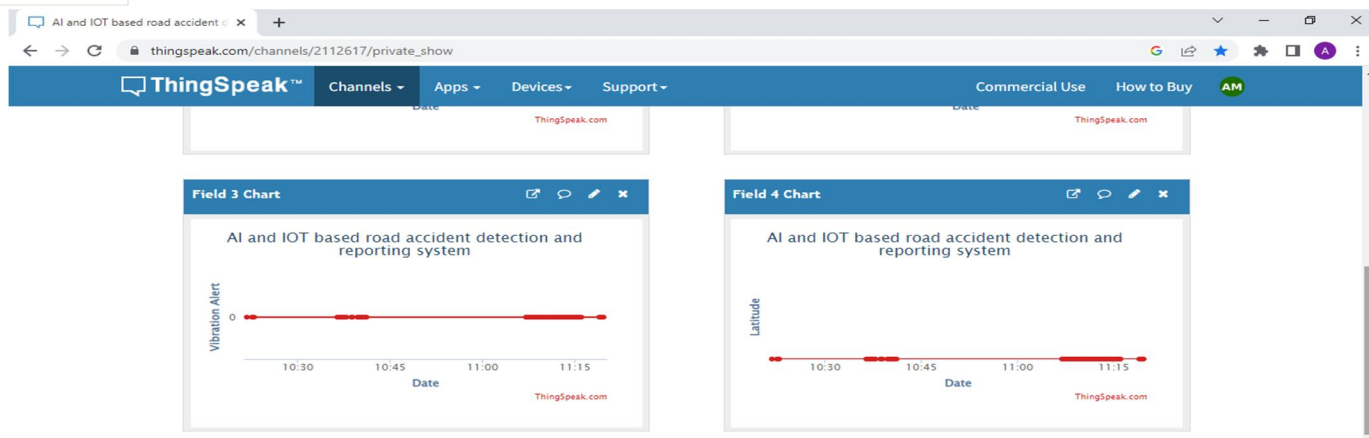 AI and IOT based road accident d
thingspeak.com/channels/2112617/private_show
G
A
ThingSpeak™ Channels Apps Devices Support Commercial Use How to Buy AM
Date
ThingSpeak.com
Date
ThingSpeak.com
Field 3 Chart
AI and IOT based road accident detection and
reporting system
Vibration Alert
0
10:30 10:45 11:00 11:15
Date
ThingSpeak.com
Field 4 Chart
AI and IOT based road accident detection and
reporting system
Latitude
10:30 10:45 11:00 11:15
Date
ThingSpeak.com